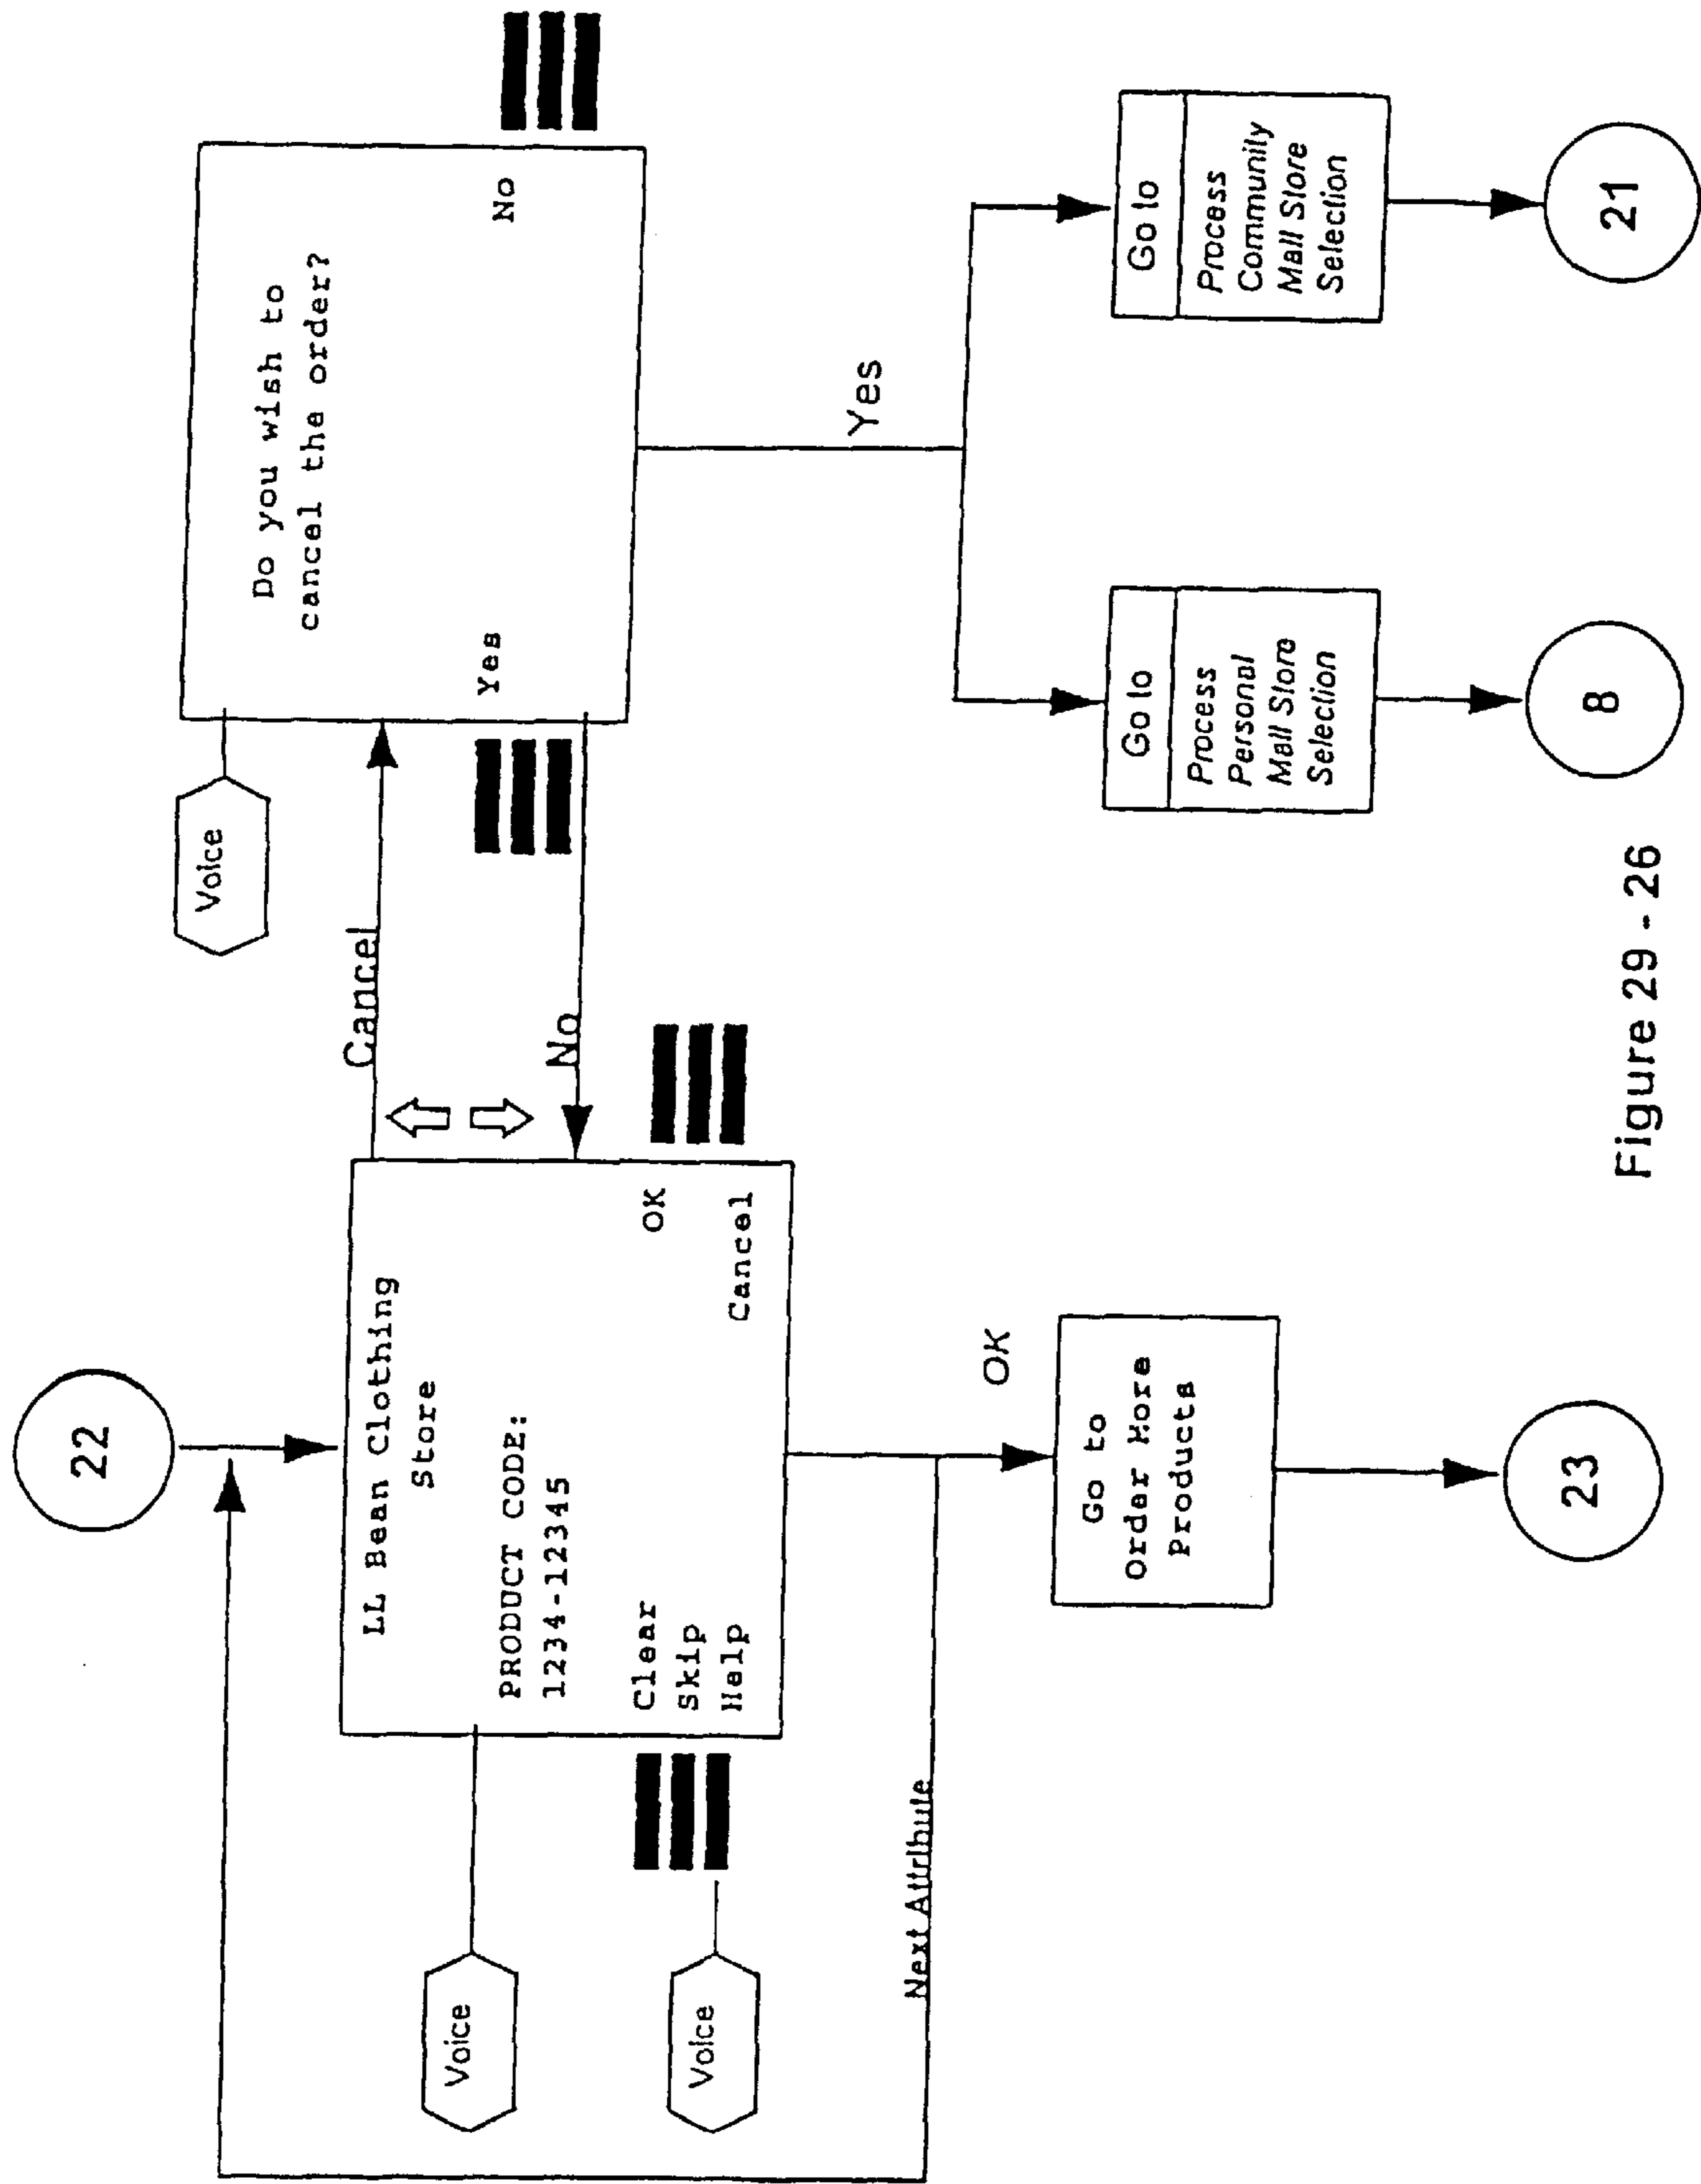 22
LL Bean Clothing
Store
PRODUCT CODE:
1234-12345
Clear
OK
Skip
Help
Cancel
Voice
Voice
Next Attribute
OK
Go to
Order More
Products
23
Cancel
No
Voice
Do you wish to
cancel the order?
Yes
No
Yes
Go to
Process
Personal
Mall Store
Selection
8
Go to
Process
Community
Mall Store
Selection
21
Figure 29 - 26